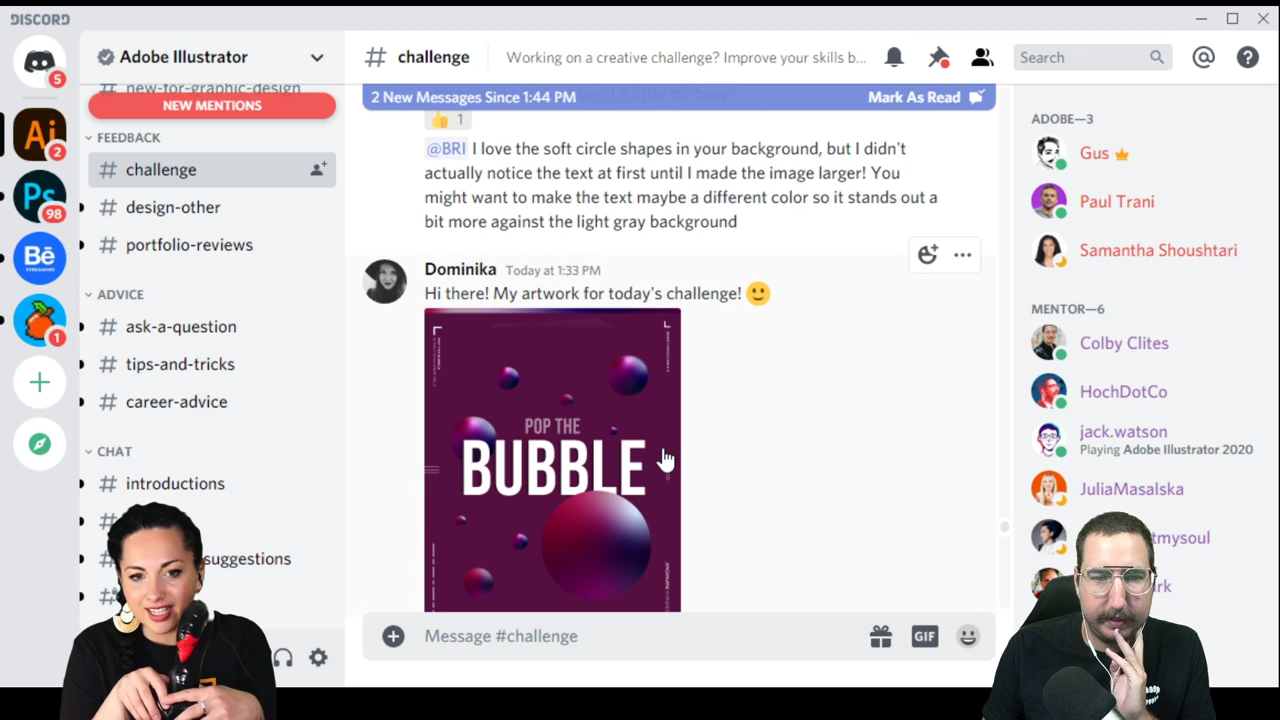 DISCORD
5
2
98
Bē
1
Adobe Illustrator
new-for-graphic-design
NEW MENTIONS
FEEDBACK
# challenge
# design-other
# portfolio-reviews
ADVICE
# ask-a-question
# tips-and-tricks
# career-advice
CHAT
# introductions
#
# suggestions
#
# challenge
Working on a creative challenge? Improve your skills b...
Search
2 New Messages Since 1:44 PM
Mark As Read
👍 1
@BRI I love the soft circle shapes in your background, but I didn't
actually notice the text at first until I made the image larger! You
might want to make the text maybe a different color so it stands out a
bit more against the light gray background
Dominika Today at 1:33 PM
Hi there! My artwork for today's challenge! 🙂
POP THE
BUBBLE
Message #challenge
GIF
ADOBE—3
Gus
Paul Trani
Samantha Shoushtari
MENTOR—6
Colby Clites
HochDotCo
jack.watson
Playing Adobe Illustrator 2020
JuliaMasalska
tmysoul
rk
Ai
Ps